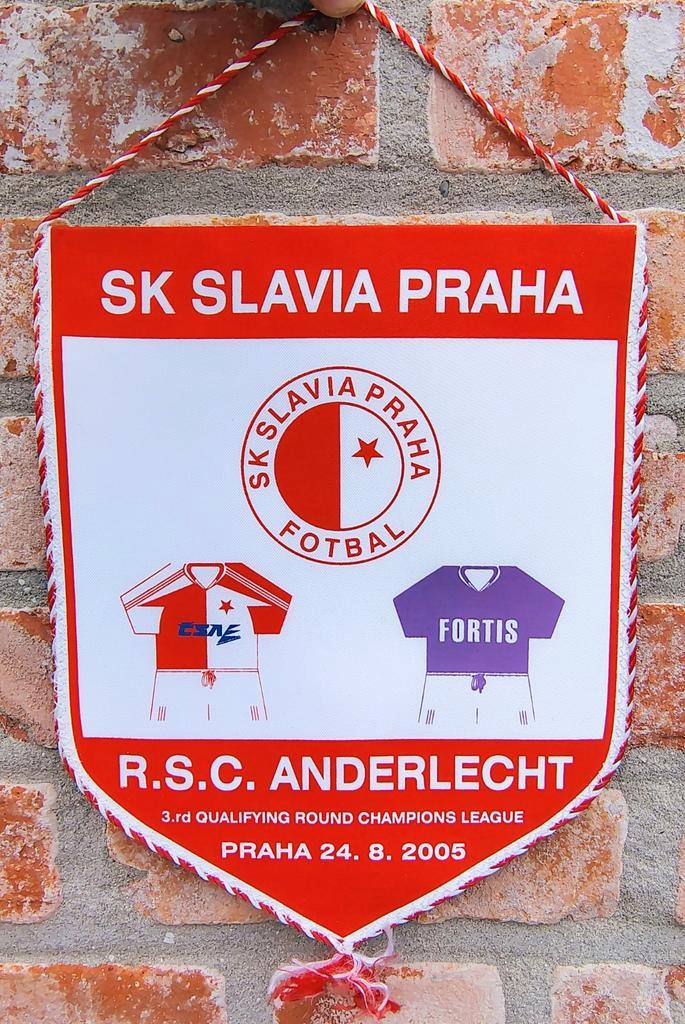 SK SLAVIA PRAHA
SK SLAVIA PRAHA
FOTBAL
FORTIS
R.S.C. ANDERLECHT
3.rd QUALIFYING ROUND CHAMPIONS LEAGUE
PRAHA 24. 8. 2005